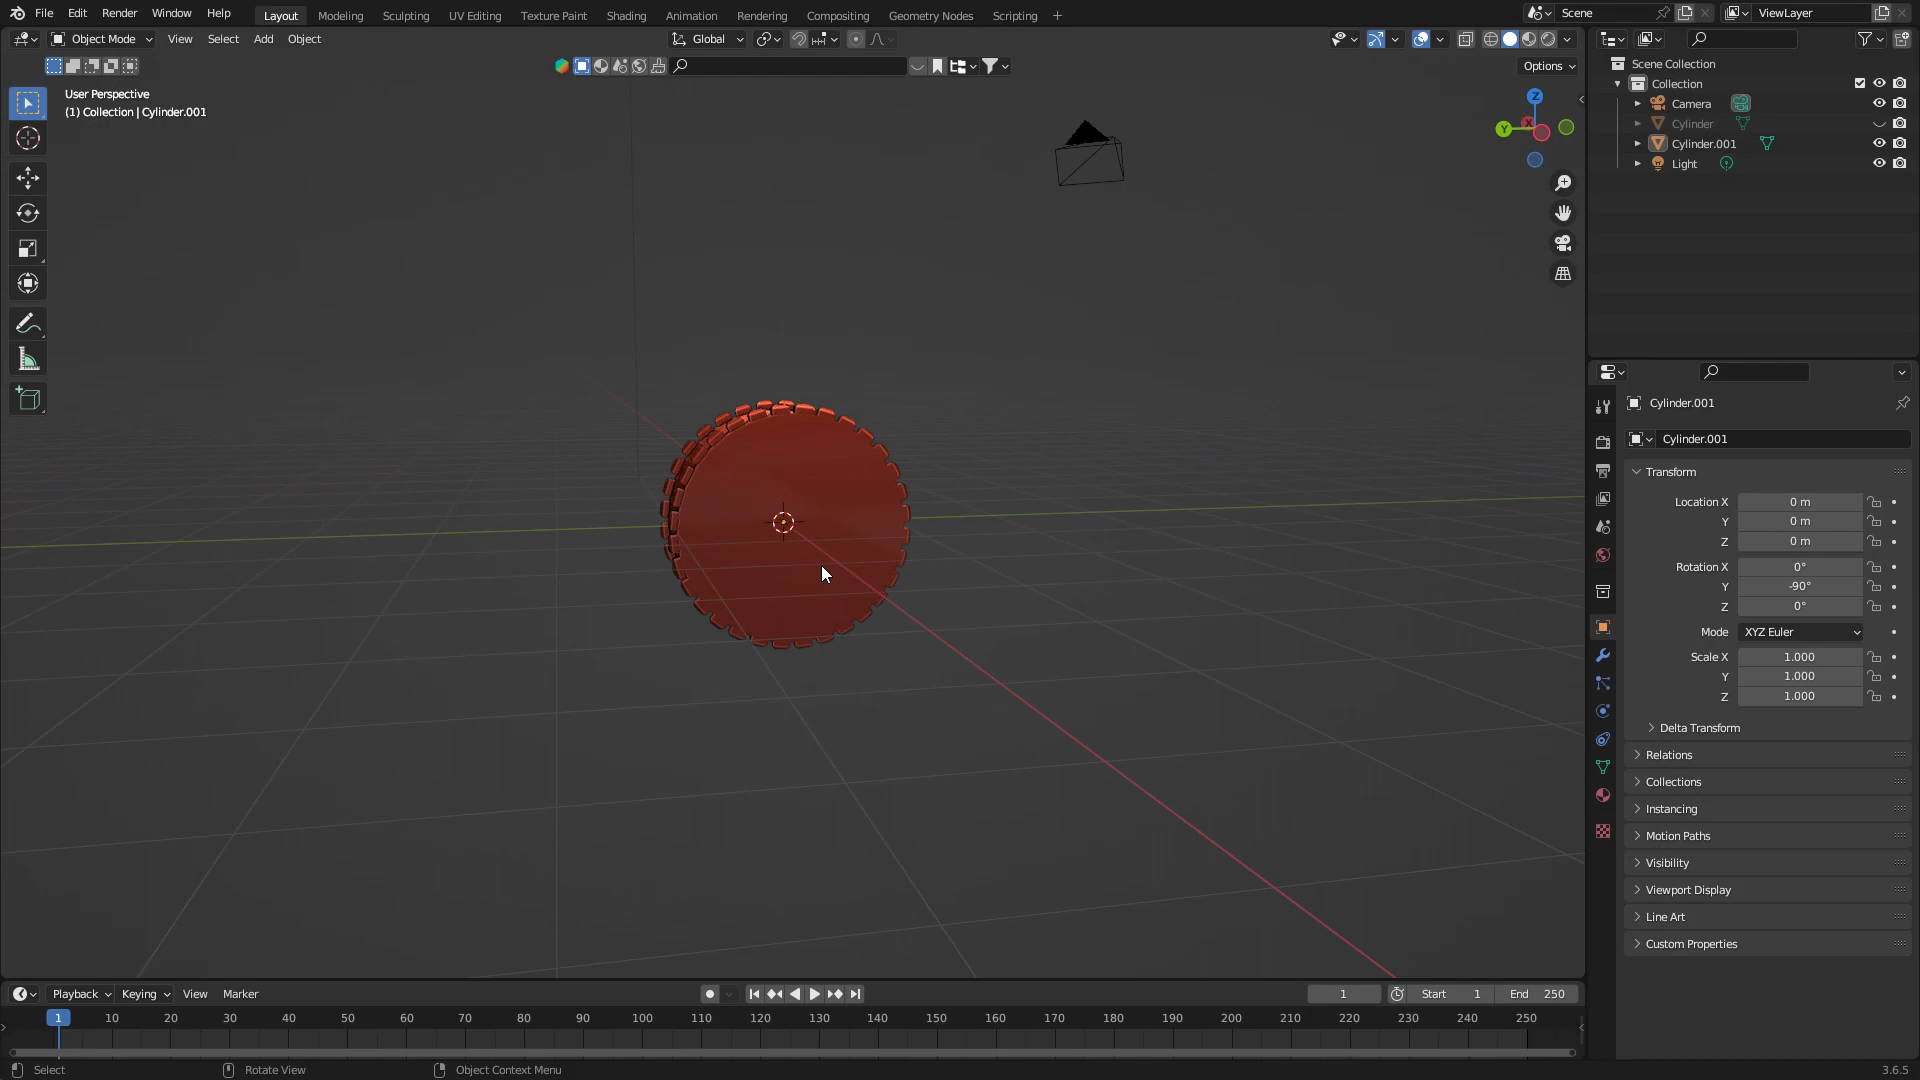 File Edit Render Window Help Layout Modeling Sculpting UV Editing Texture Paint Shading Animation Rendering Compositing Geometry Nodes Scripting + Scene ViewLayer
Object Mode View Select Add Object Global
Options
User Perspective
(1) Collection | Cylinder.001
Z
Y
X
Scene Collection
Collection
Camera
Cylinder
Cylinder.001
Light
Cylinder.001
Cylinder.001
Transform
Location X 0 m
Y 0 m
Z 0 m
Rotation X 0°
Y -90°
Z 0°
Mode XYZ Euler
Scale X 1.000
Y 1.000
Z 1.000
Delta Transform
Relations
Collections
Instancing
Motion Paths
Visibility
Viewport Display
Line Art
Custom Properties
Playback Keying View Marker 1 Start 1 End 250
1 10 20 30 40 50 60 70 80 90 100 110 120 130 140 150 160 170 180 190 200 210 220 230 240 250
Select Rotate View Object Context Menu 3.6.5